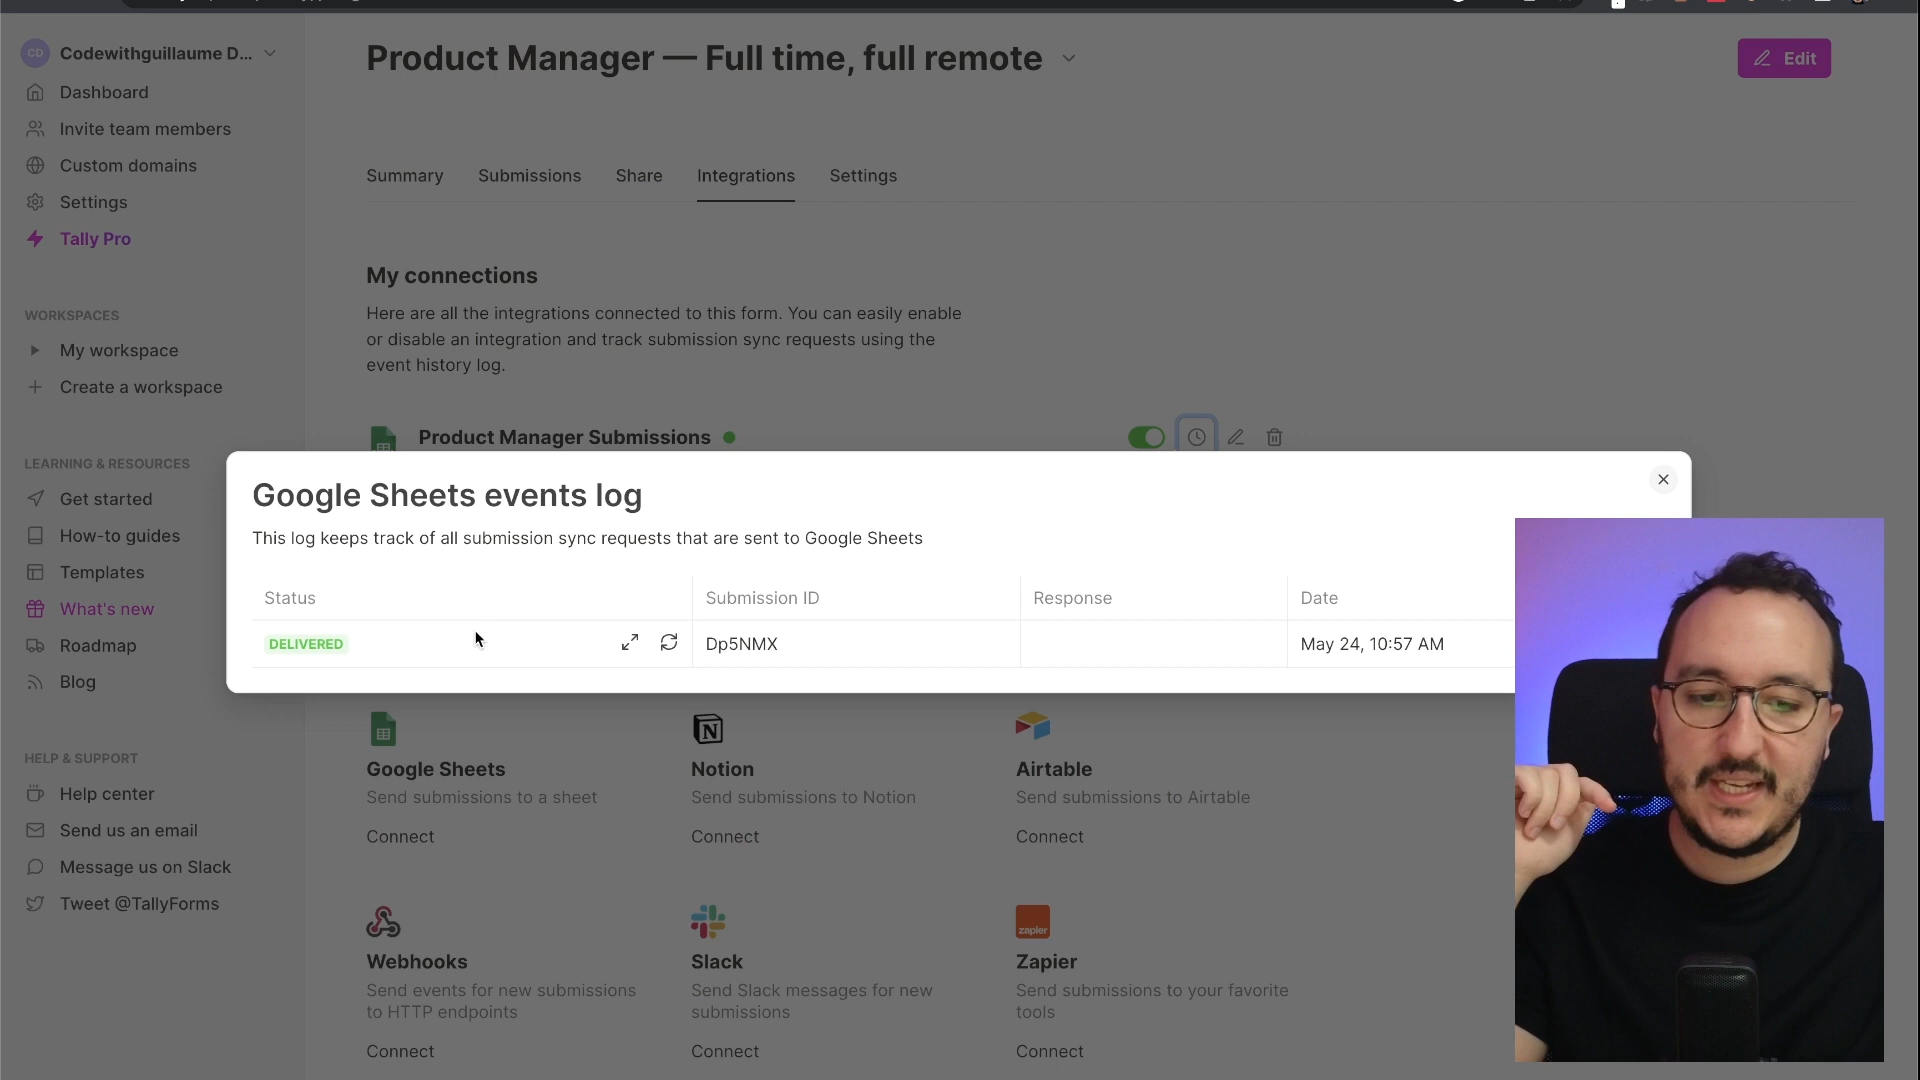 CD
Codewithguillaume D...
Dashboard
Invite team members
Custom domains
Settings
Tally Pro
WORKSPACES
My workspace
Create a workspace
LEARNING & RESOURCES
Get started
How-to guides
Templates
What's new
Roadmap
Blog
HELP & SUPPORT
Help center
Send us an email
Message us on Slack
Tweet @TallyForms
Product Manager — Full time, full remote
Edit
Summary
Submissions
Share
Integrations
Settings
My connections
Here are all the integrations connected to this form. You can easily enable
or disable an integration and track submission sync requests using the
event history log.
Product Manager Submissions
Google Sheets events log
This log keeps track of all submission sync requests that are sent to Google Sheets
Status
Submission ID
Response
Date
DELIVERED
Dp5NMX
May 24, 10:57 AM
Google Sheets
Send submissions to a sheet
Connect
Notion
Send submissions to Notion
Connect
Airtable
Send submissions to Airtable
Connect
Webhooks
Send events for new submissions
to HTTP endpoints
Connect
Slack
Send Slack messages for new
submissions
Connect
zapier
Zapier
Send submissions to your favorite
tools
Connect